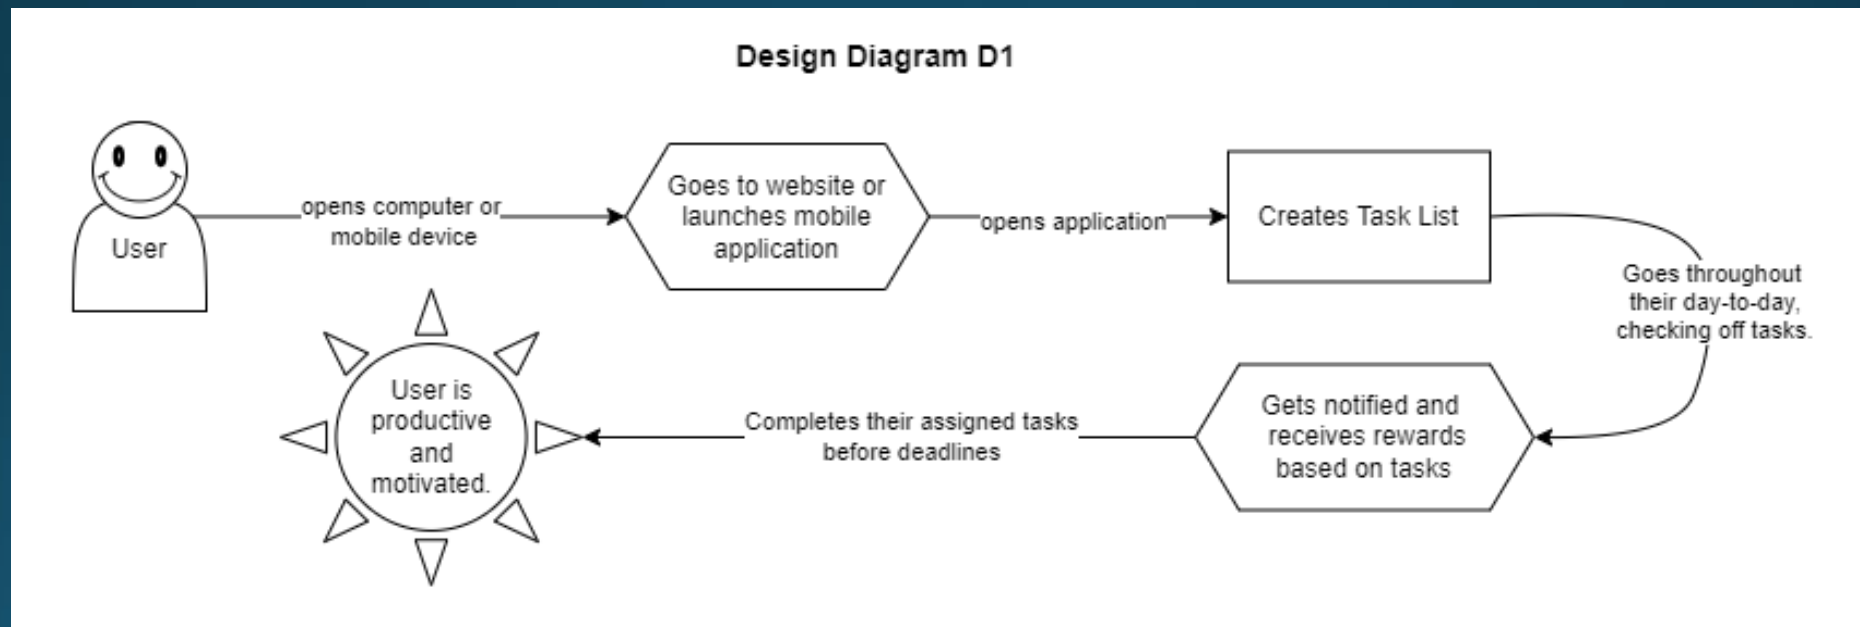 Design Diagram D1
User
opens computer or
mobile device
Goes to website or
launches mobile
application
opens application
Creates Task List
Goes throughout
their day-to-day,
checking off tasks.
Gets notified and
receives rewards
based on tasks
Completes their assigned tasks
before deadlines
User is
productive
and
motivated.